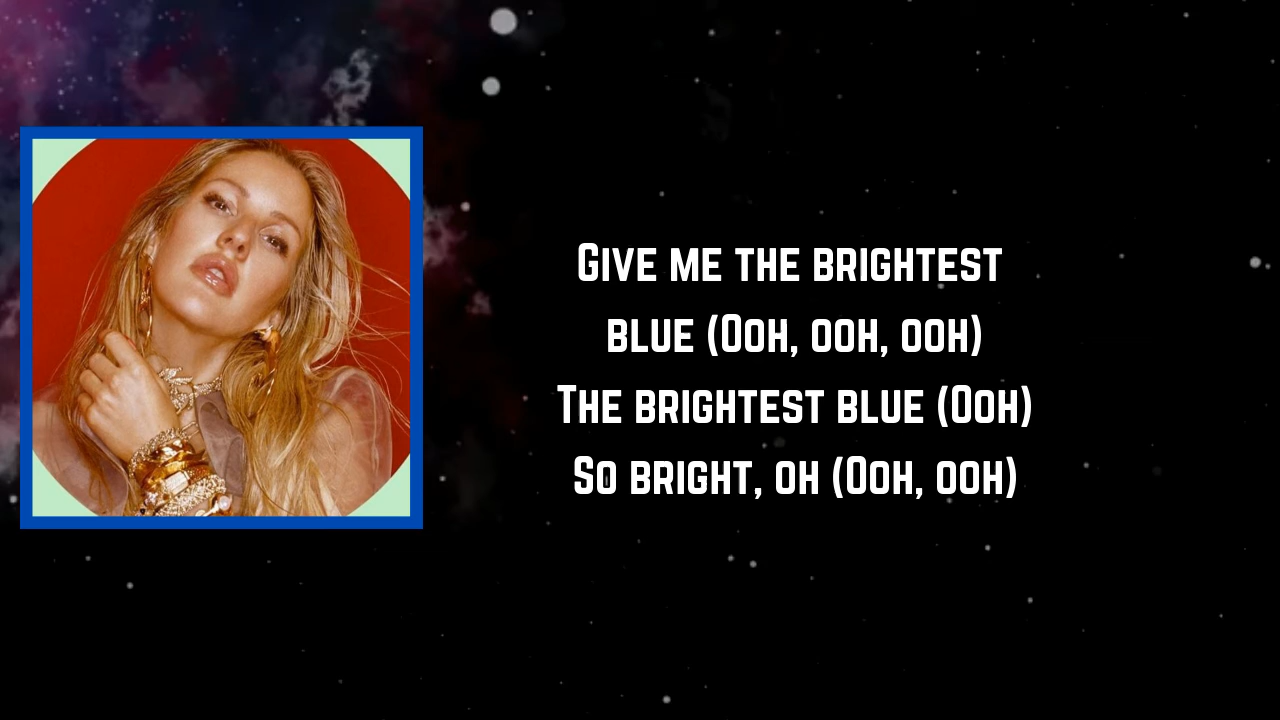 Give me the brightest
blue (Ooh, ooh, ooh)
The brightest blue (Ooh)
So bright, oh (Ooh, ooh)